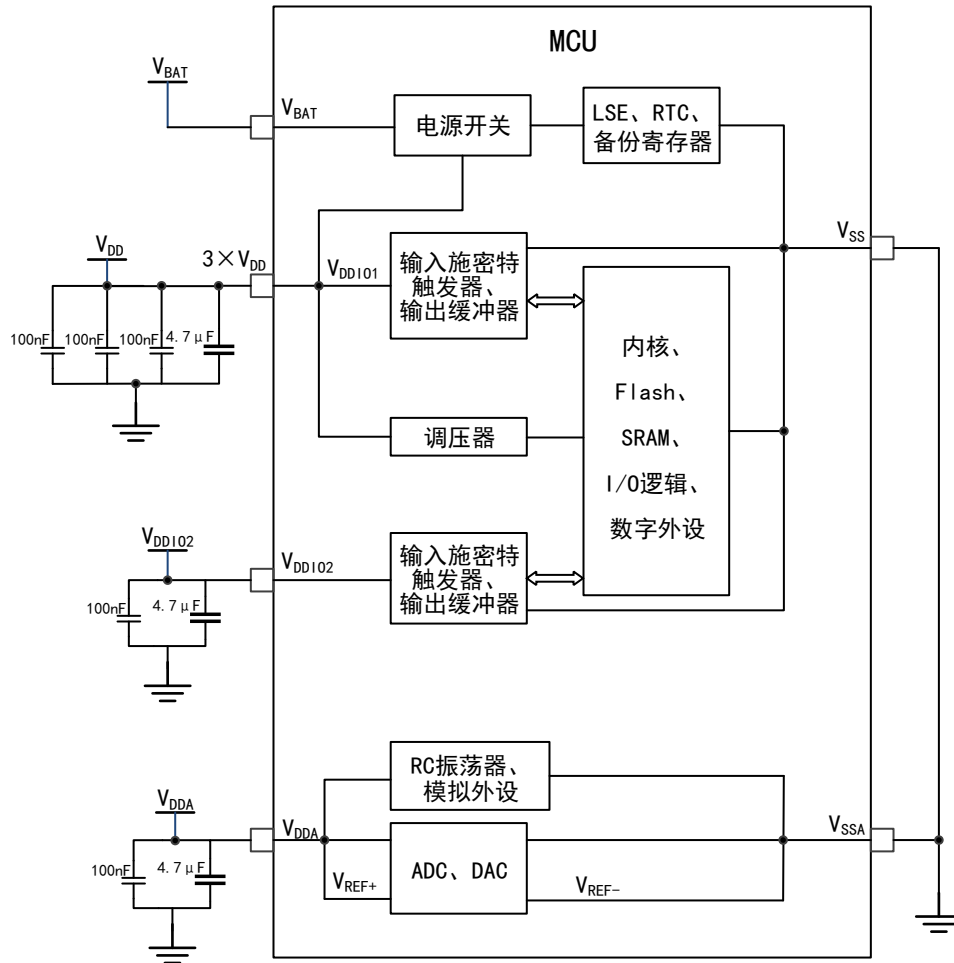 MCU
VBAT
VBAT
电源开关
LSE、RTC、
备份寄存器
VDD
3×VDD
VDDIO1
输入施密特
触发器、
输出缓冲器
VSS
100nF
100nF
100nF
4.7μF
内核、
Flash、
SRAM、
I/O逻辑、
数字外设
调压器
VDDIO2
VDDIO2
输入施密特
触发器、
输出缓冲器
100nF
4.7μF
RC振荡器、
模拟外设
VDDA
VDDA
VSSA
ADC、DAC
100nF
4.7μF
VREF+
VREF-